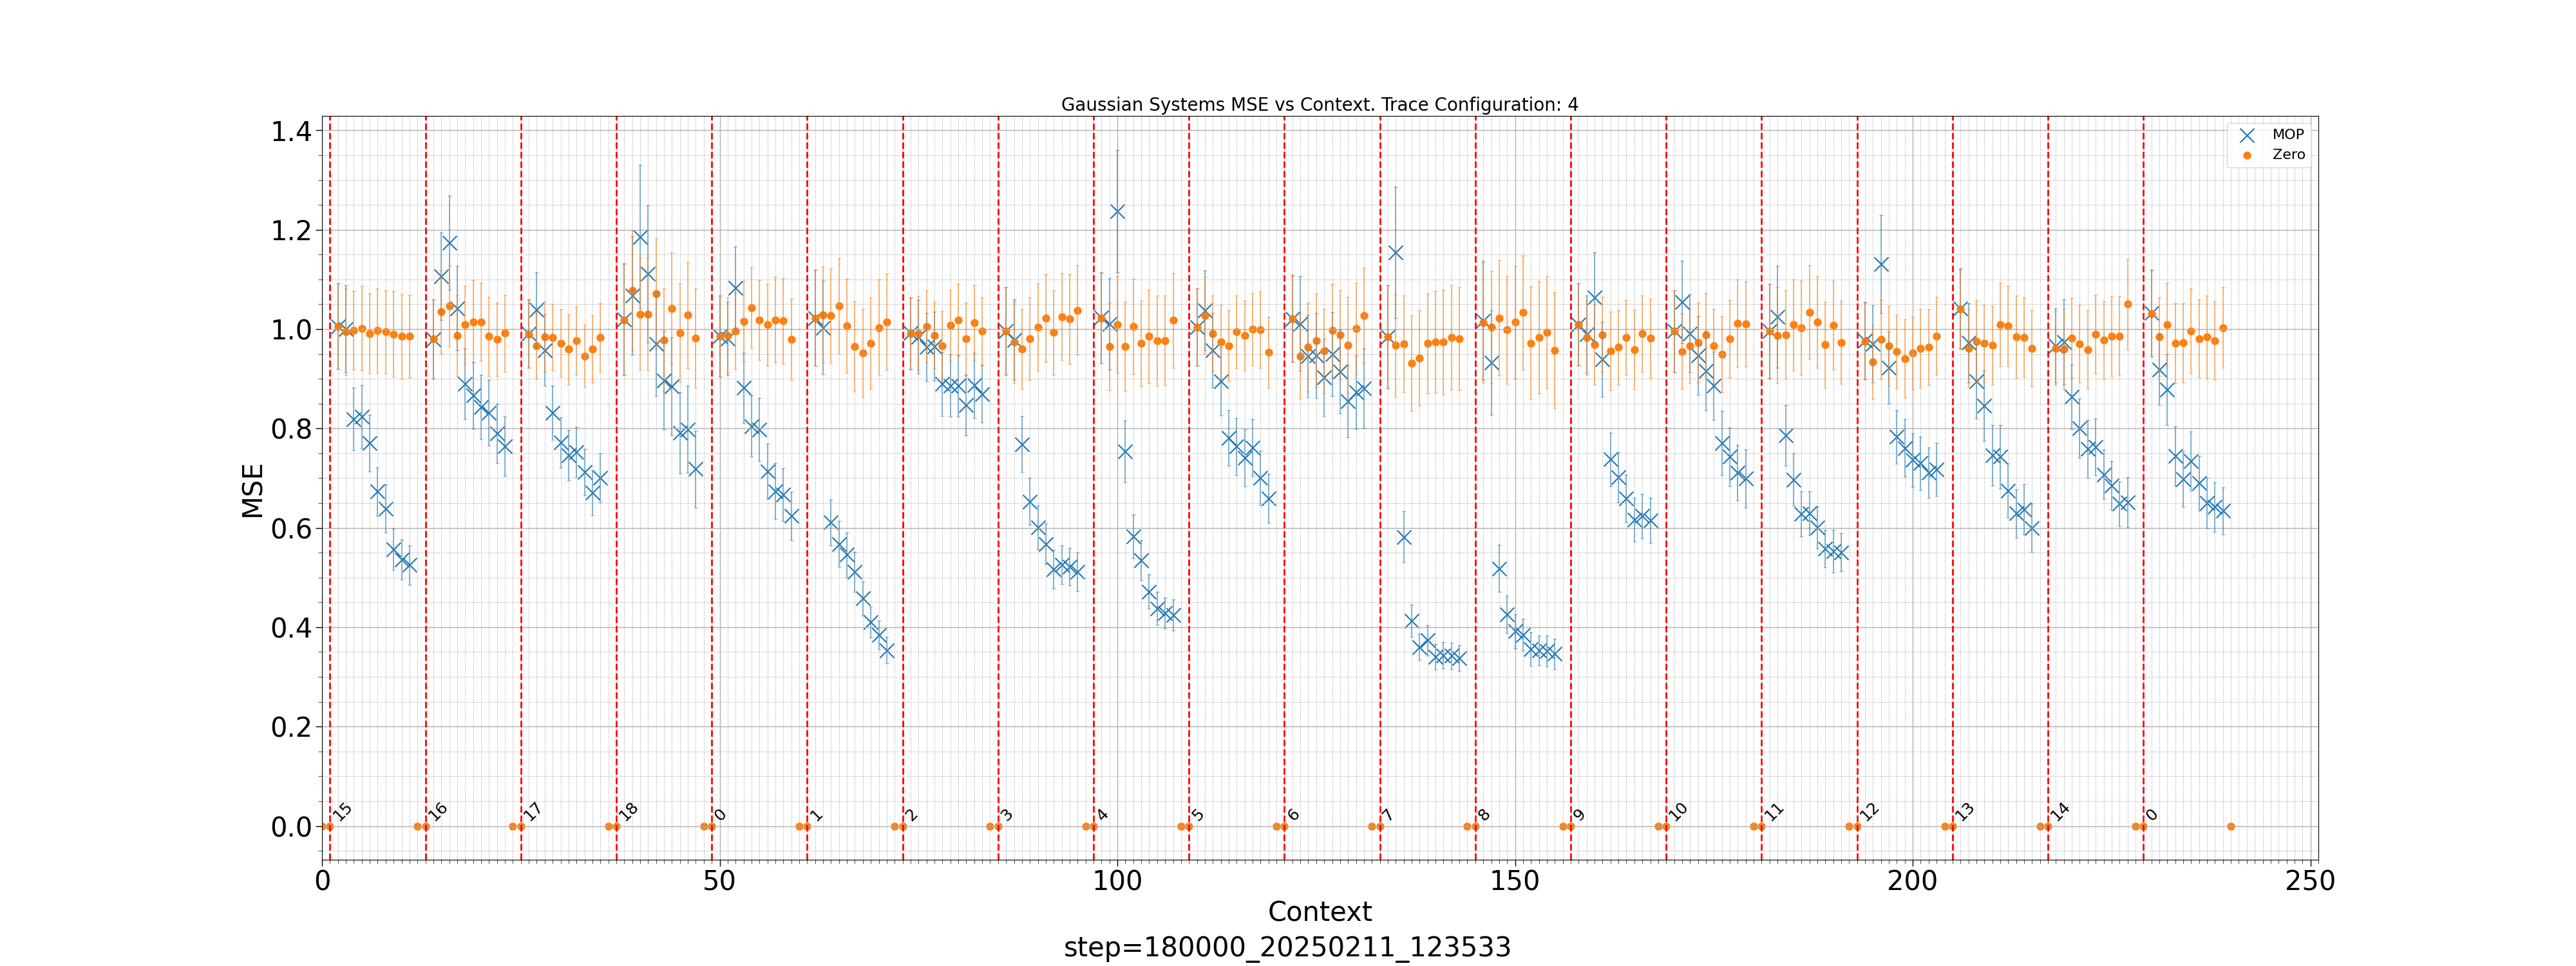 Gaussian Systems MSE vs Context. Trace Configuration: 4
MOP
Zero
1.4
1.2
1.0
0.8
0.6
0.4
0.2
0.0
MSE
15 16 17 18 0 1 2 3 4 5 6 7 8 9 10 11 12 13 14 0
0 50 100 150 200 250
Context
step=180000_20250211_123533